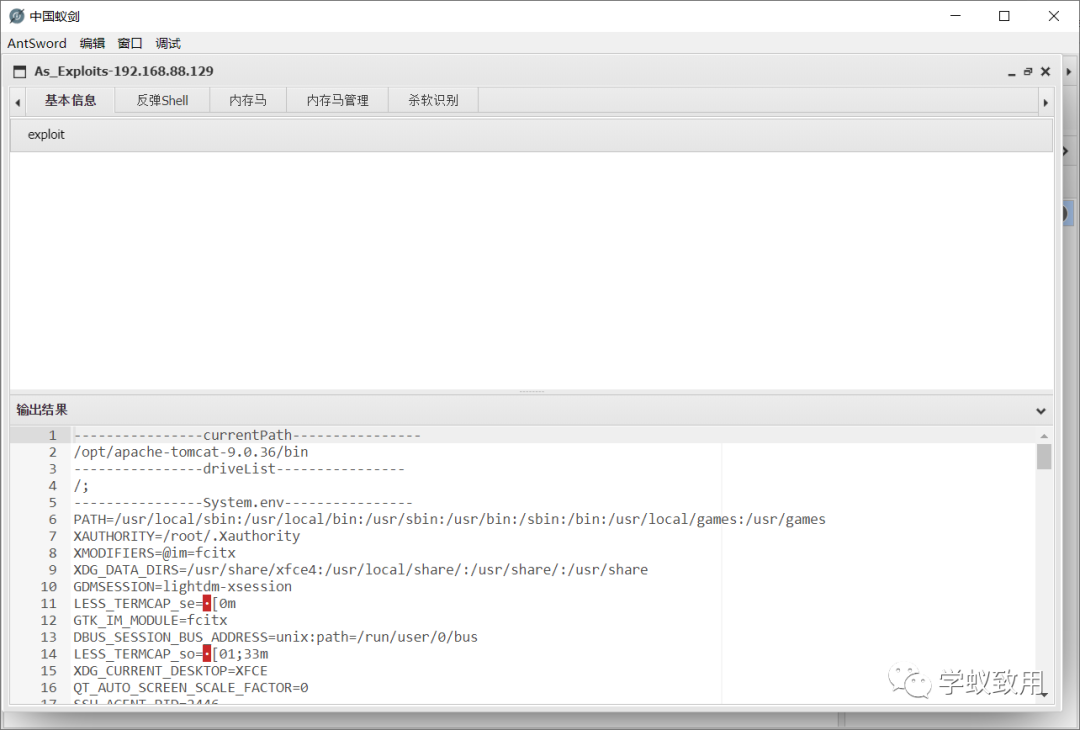 中国蚁剑
AntSword 编辑 窗口 调试
As_Exploits-192.168.88.129
基本信息 反弹Shell 内存马 内存马管理 杀软识别
exploit
输出结果
1 ----------------currentPath----------------
2 /opt/apache-tomcat-9.0.36/bin
3 ----------------driveList----------------
4 /;
5 ----------------System.env----------------
6 PATH=/usr/local/sbin:/usr/local/bin:/usr/sbin:/usr/bin:/sbin:/bin:/usr/local/games:/usr/games
7 XAUTHORITY=/root/.Xauthority
8 XMODIFIERS=@im=fcitx
9 XDG_DATA_DIRS=/usr/share/xfce4:/usr/local/share/:/usr/share/:/usr/share
10 GDMSESSION=lightdm-xsession
11 LESS_TERMCAP_se=•[0m
12 GTK_IM_MODULE=fcitx
13 DBUS_SESSION_BUS_ADDRESS=unix:path=/run/user/0/bus
14 LESS_TERMCAP_so=•[01;33m
15 XDG_CURRENT_DESKTOP=XFCE
16 QT_AUTO_SCREEN_SCALE_FACTOR=0
17 SSH_AGENT_PID=2446
学蚁致用